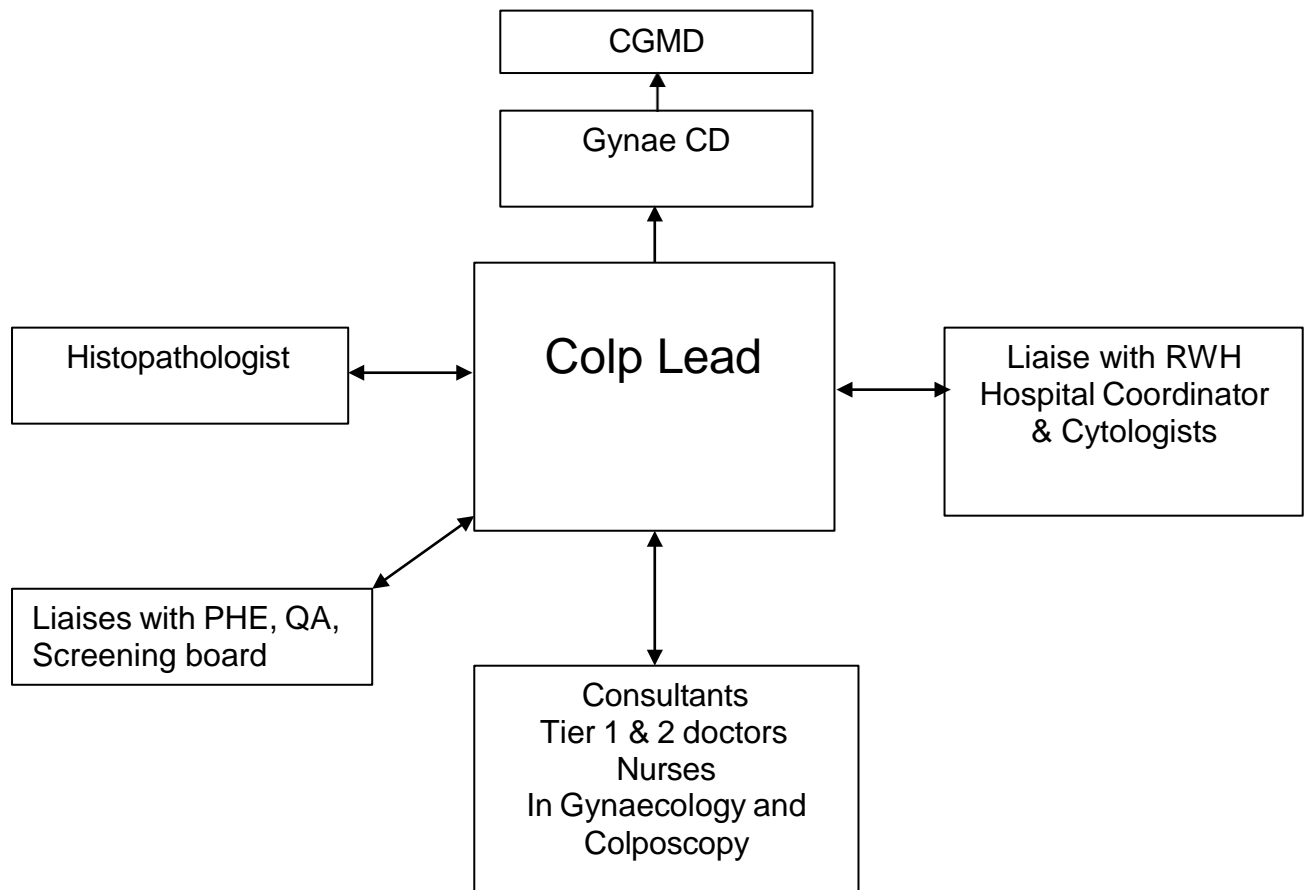 CGMD
Gynae CD
Colp Lead
Histopathologist
Liaise with RWH
Hospital Coordinator
& Cytologists
Liaises with PHE, QA,
Screening board
Consultants
Tier 1 & 2 doctors
Nurses
In Gynaecology and
Colposcopy